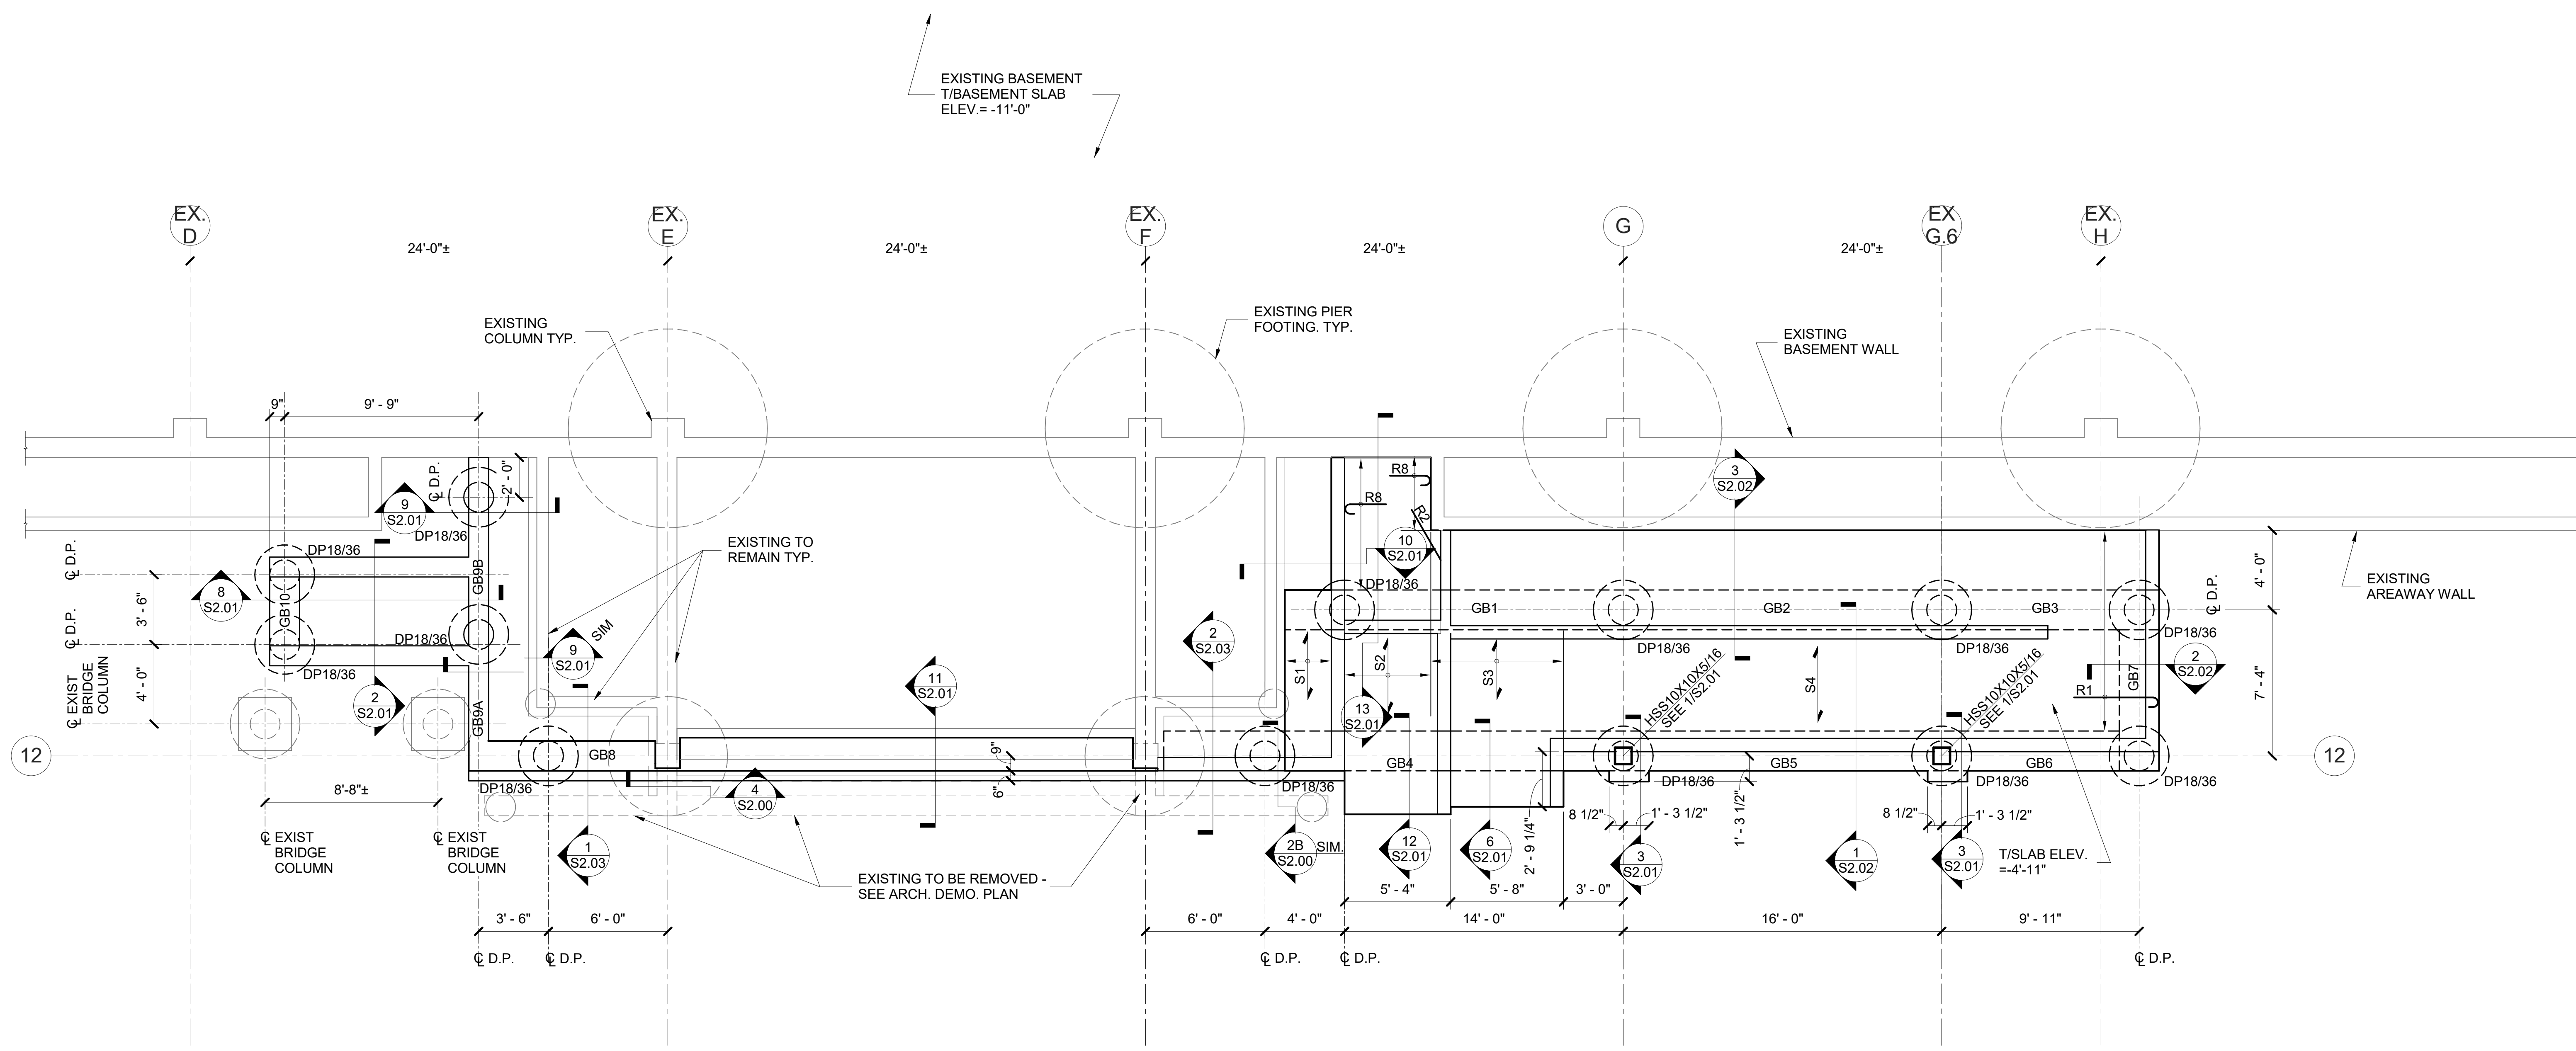 EXISTING BASEMENT
T/BASEMENT SLAB
ELEV.= -11'-0"
EX.
D
EX.
E
EX.
F
G
EX
G.6
EX.
H
24'-0"±
24'-0"±
24'-0"±
24'-0"±
EXISTING
COLUMN TYP.
EXISTING PIER
FOOTING. TYP.
EXISTING
BASEMENT WALL
9"
9' - 9"
℄ D.P.
2' - 0"
9
S2.01
DP18/36
DP18/36
℄ D.P.
GB9B
8
S2.01
3' - 6"
GB10
℄ D.P.
DP18/36
DP18/36
℄ EXIST
BRIDGE
COLUMN
4' - 0"
2
S2.01
GB9A
9
S2.01
SIM
EXISTING TO
REMAIN TYP.
11
S2.01
2
S2.03
R8
R8
R2
10
S2.01
DP18/36
3
S2.02
GB1
GB2
GB3
DP18/36
DP18/36
DP18/36
4' - 0"
℄ D.P.
7' - 4"
EXISTING
AREAWAY WALL
S1
S2
S3
S4
13
S2.01
HSS10X10X5/16
SEE 1/S2.01
HSS10X10X5/16
SEE 1/S2.01
R1
GB7
2
S2.02
12
12
GB8
9"
6"
GB4
GB5
GB6
DP18/36
DP18/36
DP18/36
DP18/36
DP18/36
4
S2.00
8'-8"±
℄ EXIST
BRIDGE
COLUMN
℄ EXIST
BRIDGE
COLUMN
1
S2.03
EXISTING TO BE REMOVED -
SEE ARCH. DEMO. PLAN
2B
S2.00
SIM.
12
S2.01
6
S2.01
2' - 9 1/4"
8 1/2"
1' - 3 1/2"
1' - 3 1/2"
3
S2.01
1
S2.02
8 1/2"
1' - 3 1/2"
3
S2.01
T/SLAB ELEV.
=-4'-11"
5' - 4"
5' - 8"
3' - 0"
3' - 6"
6' - 0"
6' - 0"
4' - 0"
14' - 0"
16' - 0"
9' - 11"
℄ D.P.
℄ D.P.
℄ D.P.
℄ D.P.
℄ D.P.